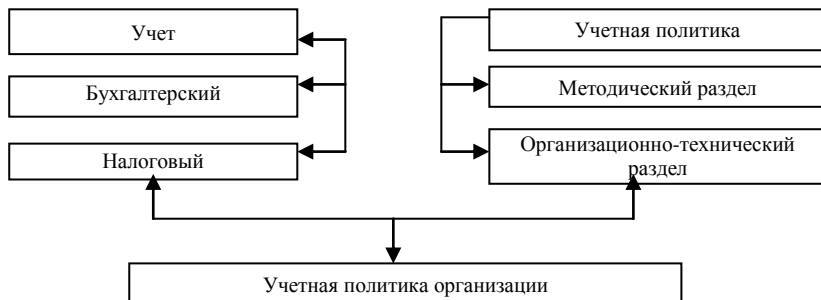 Учет
Учетная политика
Бухгалтерский
Методический раздел
Налоговый
Организационно-технический
раздел
Учетная политика организации